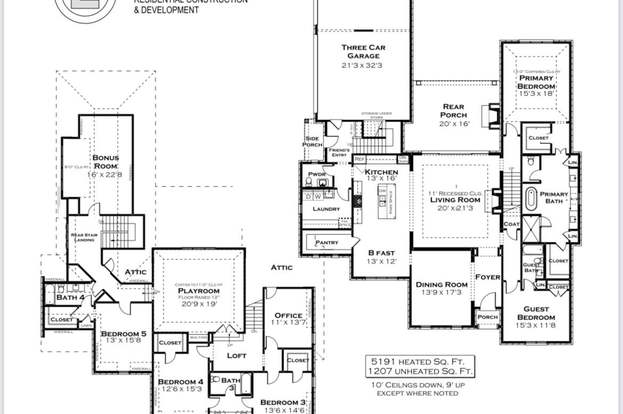 RESIDENTIAL CONSTRUCTION
& DEVELOPMENT
THREE CAR
GARAGE
21'3 X 32'3
PRIMARY
BEDROOM
15'3 X 18'
REAR
PORCH
20' X 16'
SIDE
PORCH
FRIEND'S
ENTRY
REF.
CLOSET
PWDR
KITCHEN
13' X 16'
11' RECESSED CLG.
LIVING ROOM
20' X 21'3
PRIMARY
BATH
D W
LAUNDRY
COAT
LIN.
PANTRY
B FAST
13' X 12'
GUEST
BATH
CLOSET
DINING ROOM
13'9 X 17'3
FOYER
LIN.
PORCH
GUEST
BEDROOM
15'3 X 11'8
BONUS
ROOM
16' X 22'8
REAR STAIR
LANDING
ATTIC
ATTIC
BATH 4
CLOSET
PLAYROOM
20'9 X 19'
OFFICE
11' X 13'7
BEDROOM 5
13' X 15'8
LOFT
CLOSET
CLOSET
BEDROOM 4
12'6 X 15'3
BATH
3
BEDROOM 3
13'6 X 14'6
5191 HEATED SQ. FT.
1207 UNHEATED SQ. FT.
10' CEILNGS DOWN, 9' UP
EXCEPT WHERE NOTED